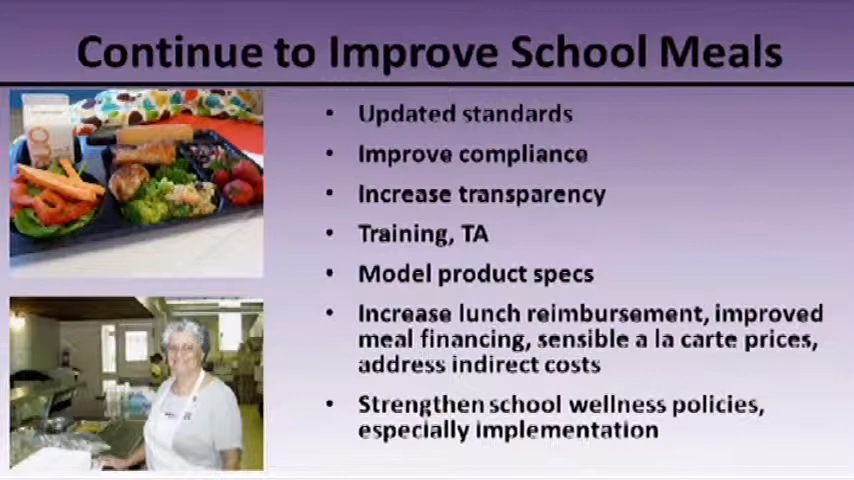 Continue to Improve School Meals
• Updated standards
• Improve compliance
• Increase transparency
• Training, TA
• Model product specs
• Increase lunch reimbursement, improved
meal financing, sensible a la carte prices,
address indirect costs
• Strengthen school wellness policies,
especially implementation